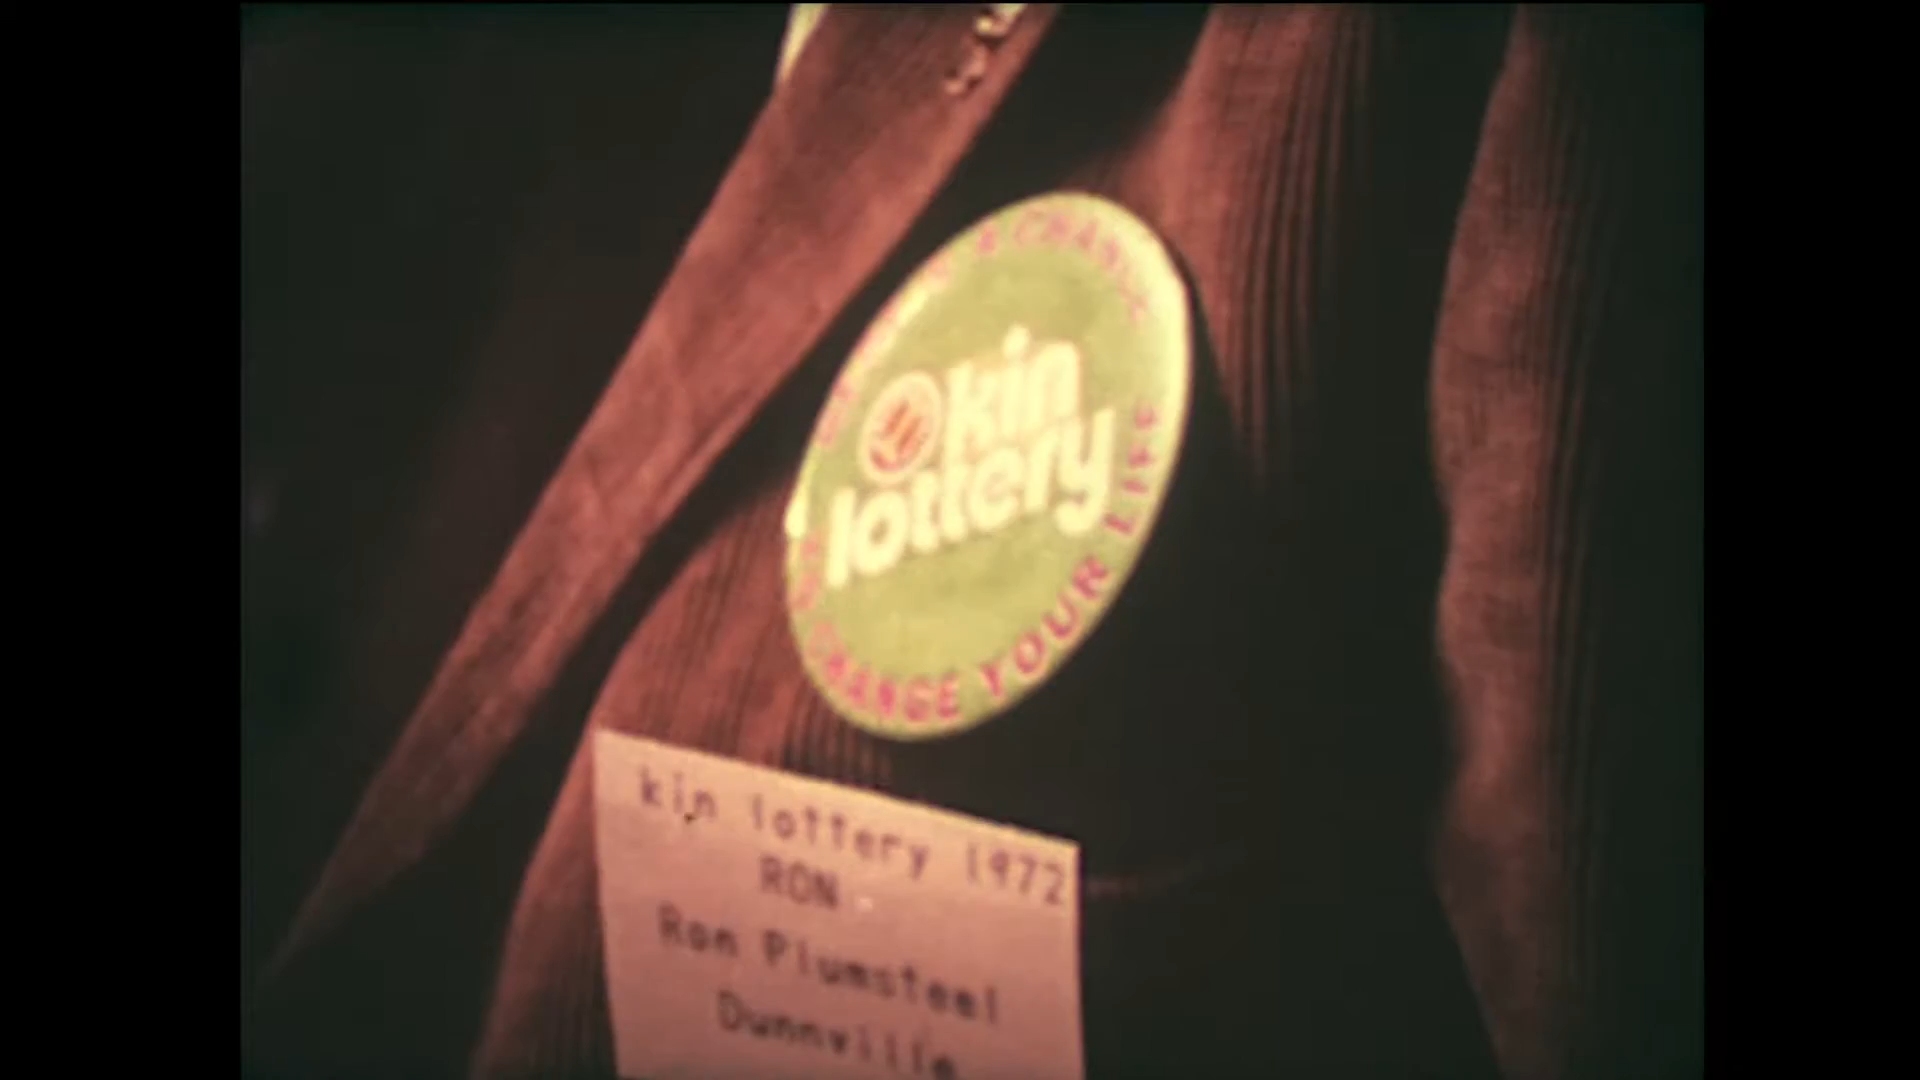 A CHANCE
kin
lottery
CHANGE YOUR LIFE
kin lottery 1972
RON
Ron Plumsteel
Dunnville